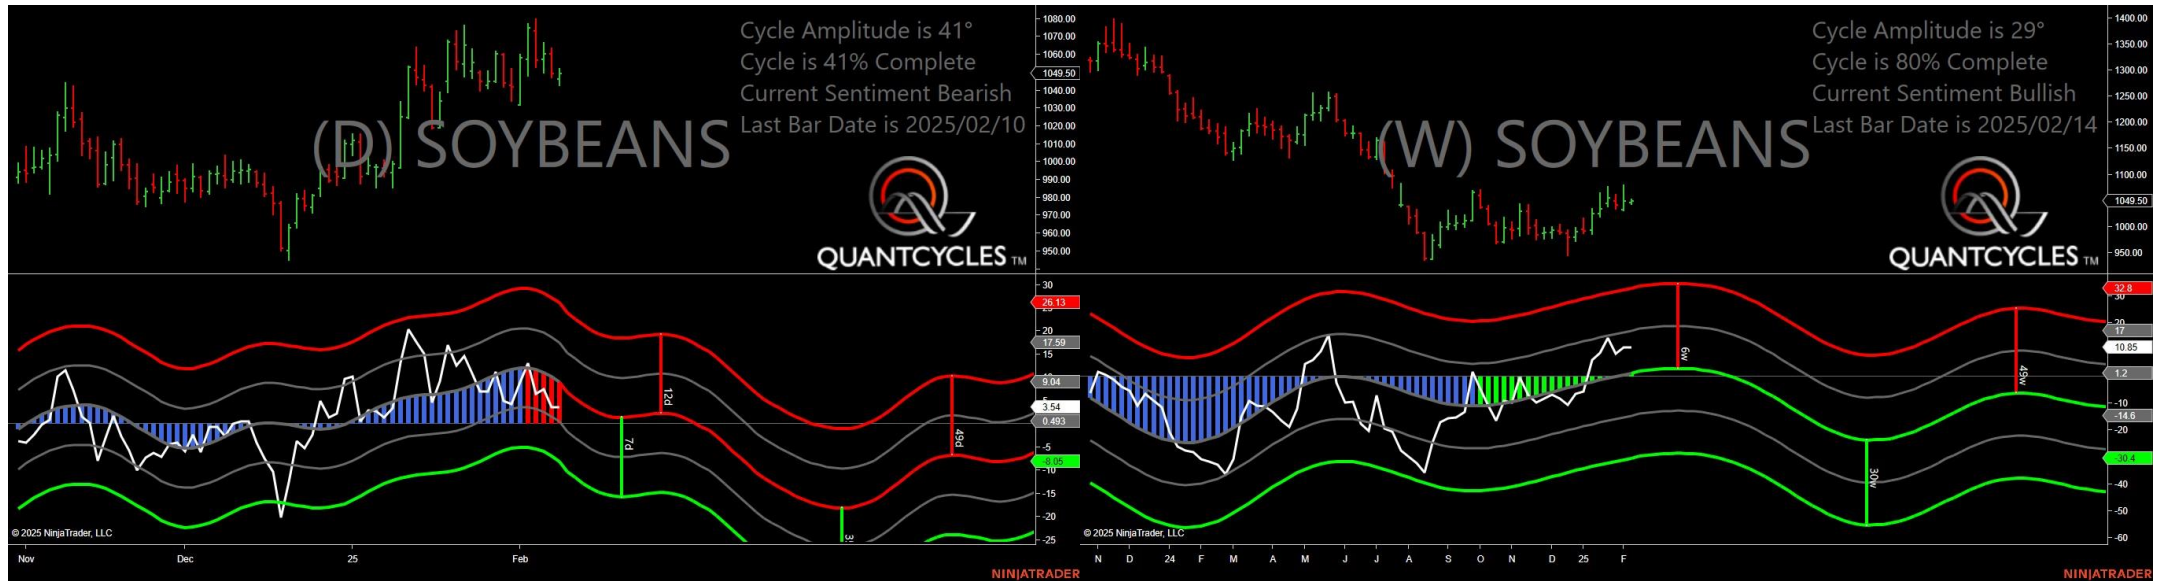 Cycle Amplitude is 41°
Cycle is 41% Complete
Current Sentiment Bearish
Last Bar Date is 2025/02/10
(D) SOYBEANS
QUANTCYCLES TM
1080.00
1070.00
1060.00
1049.50
1040.00
1030.00
1020.00
1010.00
1000.00
990.00
980.00
970.00
960.00
950.00
30
26.13
20
17.59
15
9.04
3.54
0.493
-5
-8.05
-10
-15
-20
-25
12d
7d
49d
© 2025 NinjaTrader, LLC
Nov Dec 25 Feb
NINJATRADER
Cycle Amplitude is 29°
Cycle is 80% Complete
Current Sentiment Bullish
Last Bar Date is 2025/02/14
(W) SOYBEANS
QUANTCYCLES TM
1400.00
1350.00
1300.00
1250.00
1200.00
1150.00
1100.00
1049.50
1000.00
950.00
32.8
30
20
17
10.85
1.2
-10
-14.6
-20
-30.4
-40
-50
-60
6w
30w
49w
© 2025 NinjaTrader, LLC
N D 24 F M A M J J A S O N D 25 F
NINJATRADER